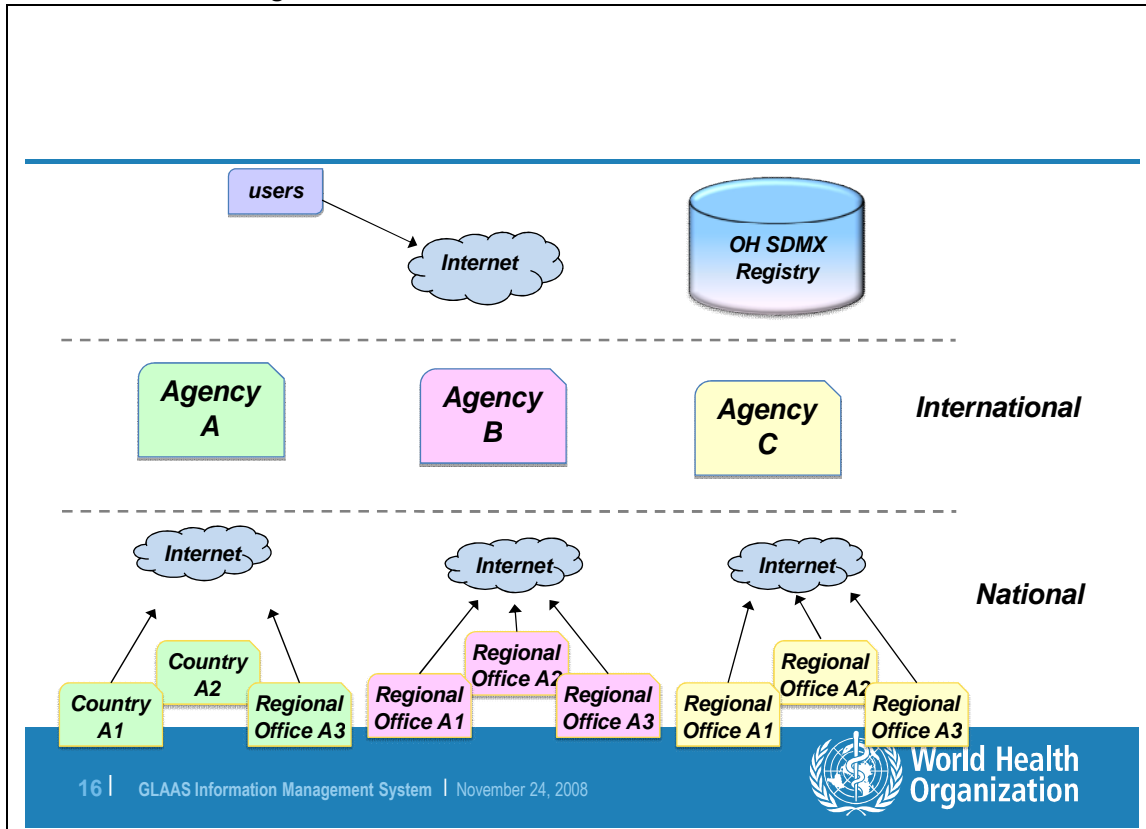 users
Internet
OH SDMX
Registry
Agency
A
Agency
B
Agency
C
International
Internet
Internet
Internet
National
Country
A1
Country
A2
Regional
Office A3
Regional
Office A1
Regional
Office A2
Regional
Office A3
Regional
Office A1
Regional
Office A2
Regional
Office A3
16 | GLAAS Information Management System | November 24, 2008
World Health
Organization